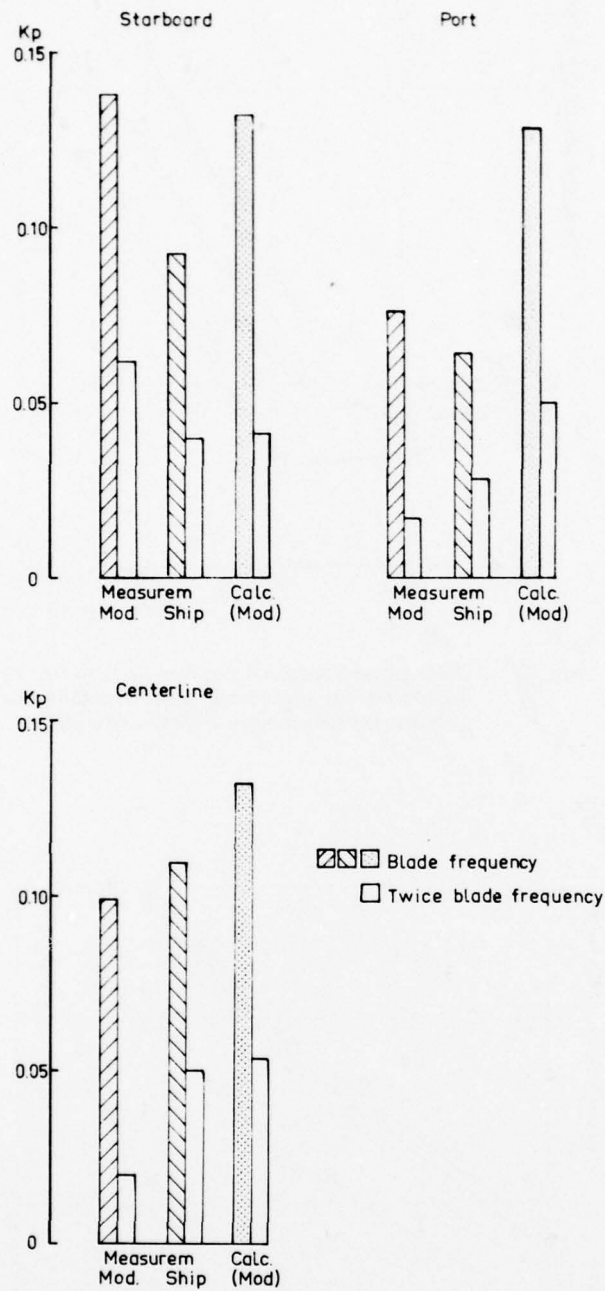 Starboard Port
Kp
0.15
0.10
0.05
0
Measurem Calc.
Mod. Ship (Mod)
Measurem Calc.
Mod Ship (Mod)
Centerline
Kp
0.15
0.10
0.05
0
Measurem Calc.
Mod. Ship (Mod)
Blade frequency
Twice blade frequency